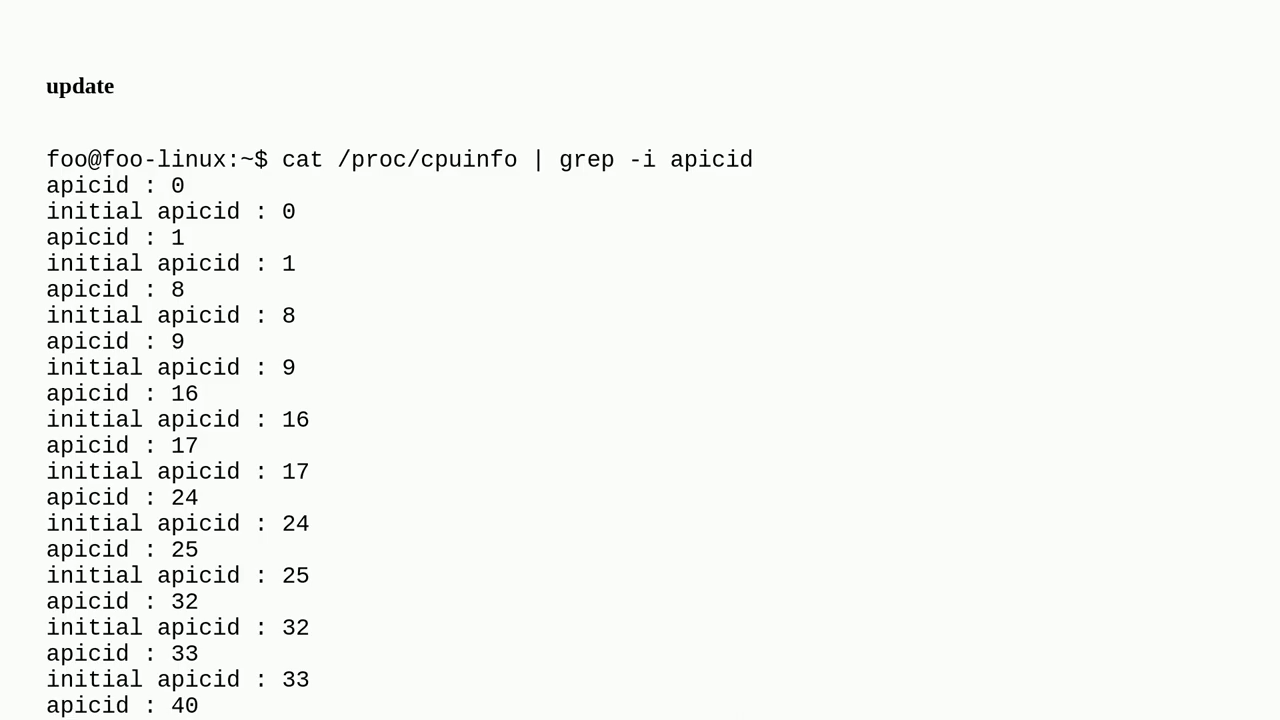 update
foo@foo-linux:~$ cat /proc/cpuinfo | grep -i apicid
apicid : 0
initial apicid : 0
apicid : 1
initial apicid : 1
apicid : 8
initial apicid : 8
apicid : 9
initial apicid : 9
apicid : 16
initial apicid : 16
apicid : 17
initial apicid : 17
apicid : 24
initial apicid : 24
apicid : 25
initial apicid : 25
apicid : 32
initial apicid : 32
apicid : 33
initial apicid : 33
apicid : 40